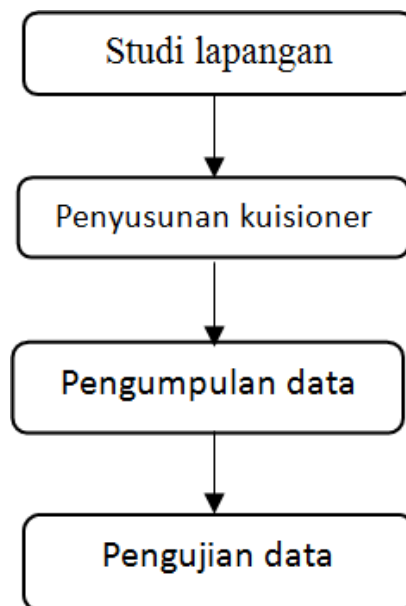 Studi lapangan
Penyusunan kuisioner
Pengumpulan data
Pengujian data